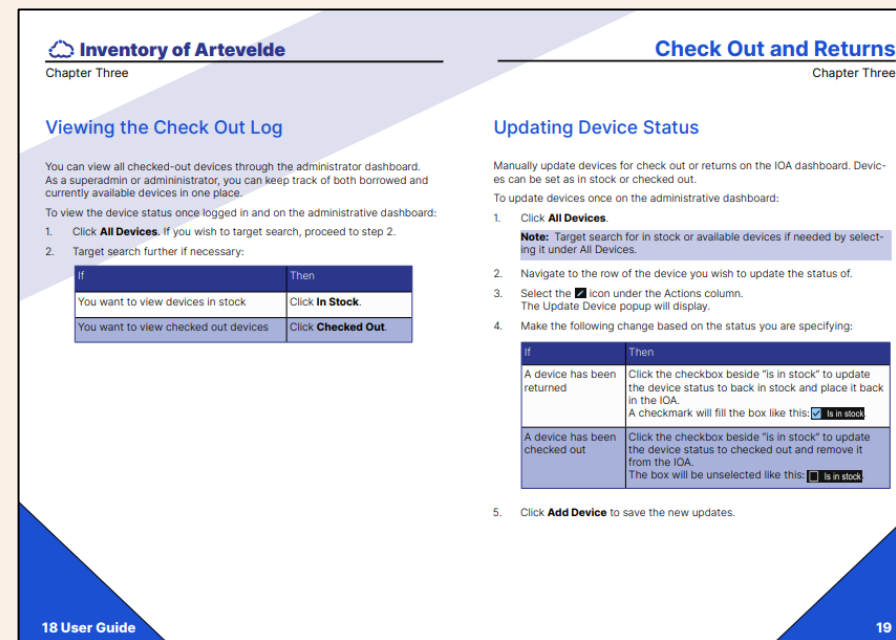 Inventory of Artevelde
Chapter Three
Viewing the Check Out Log
You can view all checked-out devices through the administrator dashboard.
As a superadmin or admininistrator, you can keep track of both borrowed and
currently available devices in one place.
To view the device status once logged in and on the administrative dashboard:
1. Click All Devices. If you wish to target search, proceed to step 2.
2. Target search further if necessary:
If Then
You want to view devices in stock Click In Stock.
You want to view checked out devices Click Checked Out.
18 User Guide
Check Out and Returns
Chapter Three
Updating Device Status
Manually update devices for check out or returns on the IOA dashboard. Devic-
es can be set as in stock or checked out.
To update devices once on the administrative dashboard:
1. Click All Devices.
Note: Target search for in stock or available devices if needed by select-
ing it under All Devices.
2. Navigate to the row of the device you wish to update the status of.
3. Select the icon under the Actions column.
The Update Device popup will display.
4. Make the following change based on the status you are specifying:
If Then
A device has been returned Click the checkbox beside “is in stock” to update
the device status to back in stock and place it back
in the IOA.
A checkmark will fill the box like this: Is in stock
A device has been checked out Click the checkbox beside “is in stock” to update
the device status to checked out and remove it
from the IOA.
The box will be unselected like this: Is in stock
5. Click Add Device to save the new updates.
19